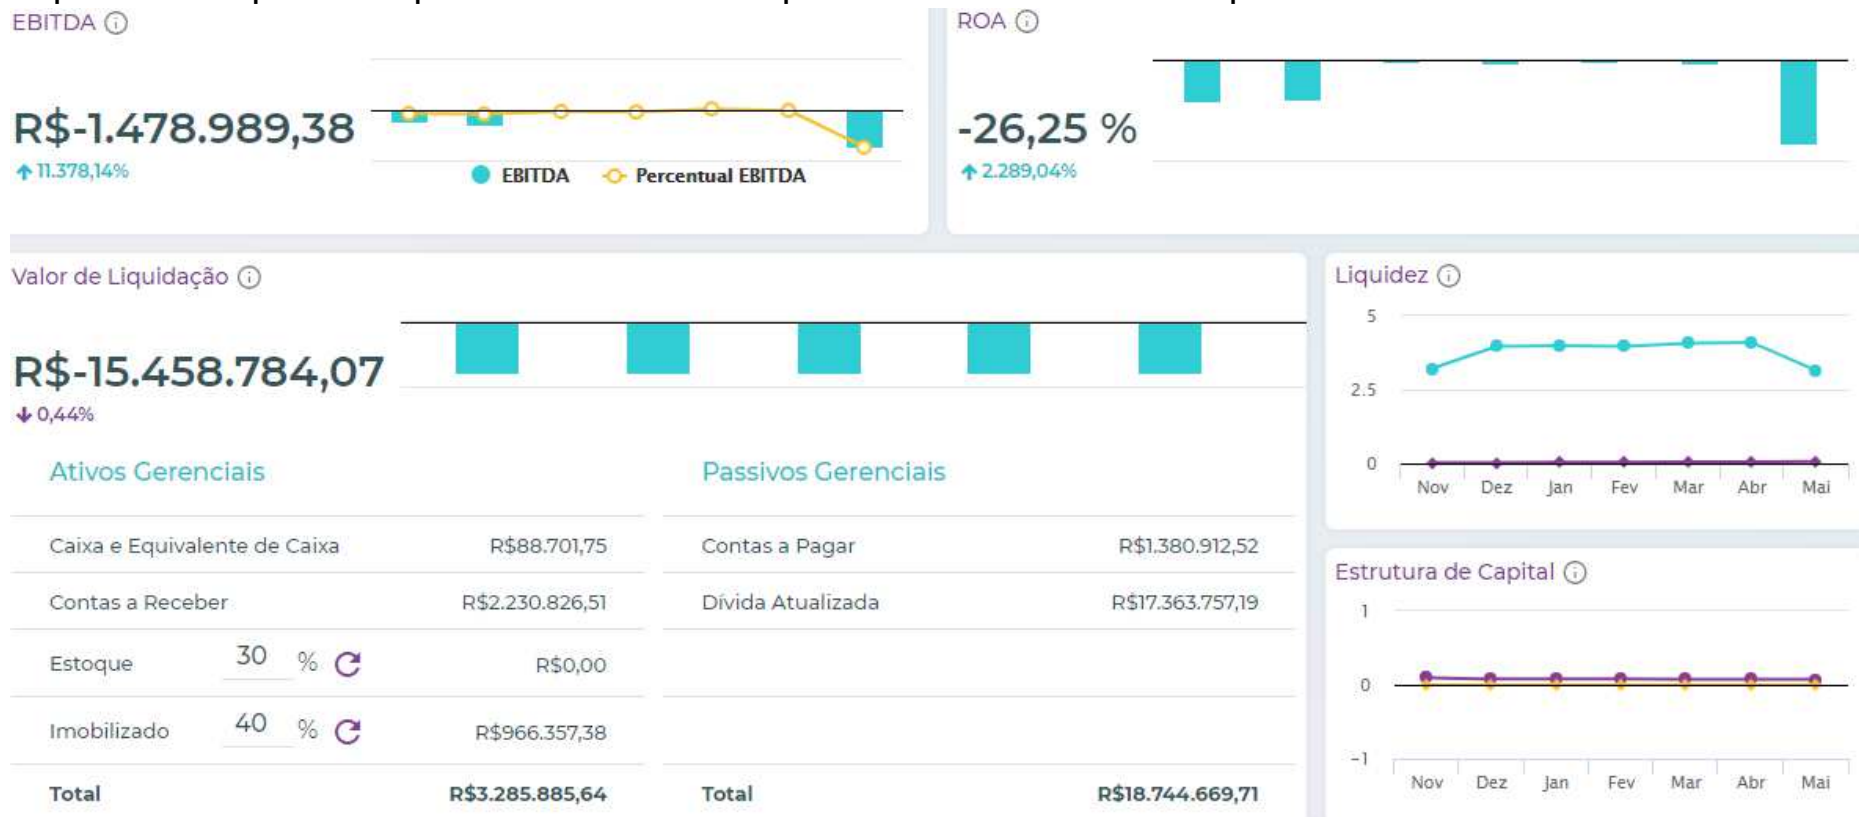 EBITDA
R$-1.478.989,38
11.378,14%
EBITDA Percentual EBITDA
ROA
-26,25 %
2.289,04%
Valor de Liquidação
R$-15.458.784,07
0,44%
Ativos Gerenciais
Caixa e Equivalente de Caixa R$88.701,75
Contas a Receber R$2.230.826,51
Estoque 30 % R$0,00
Imobilizado 40 % R$966.357,38
Total R$3.285.885,64
Passivos Gerenciais
Contas a Pagar R$1.380.912,52
Dívida Atualizada R$17.363.757,19
Total R$18.744.669,71
Liquidez
5
2.5
0
Nov Dez Jan Fev Mar Abr Mai
Estrutura de Capital
1
0
-1
Nov Dez Jan Fev Mar Abr Mai